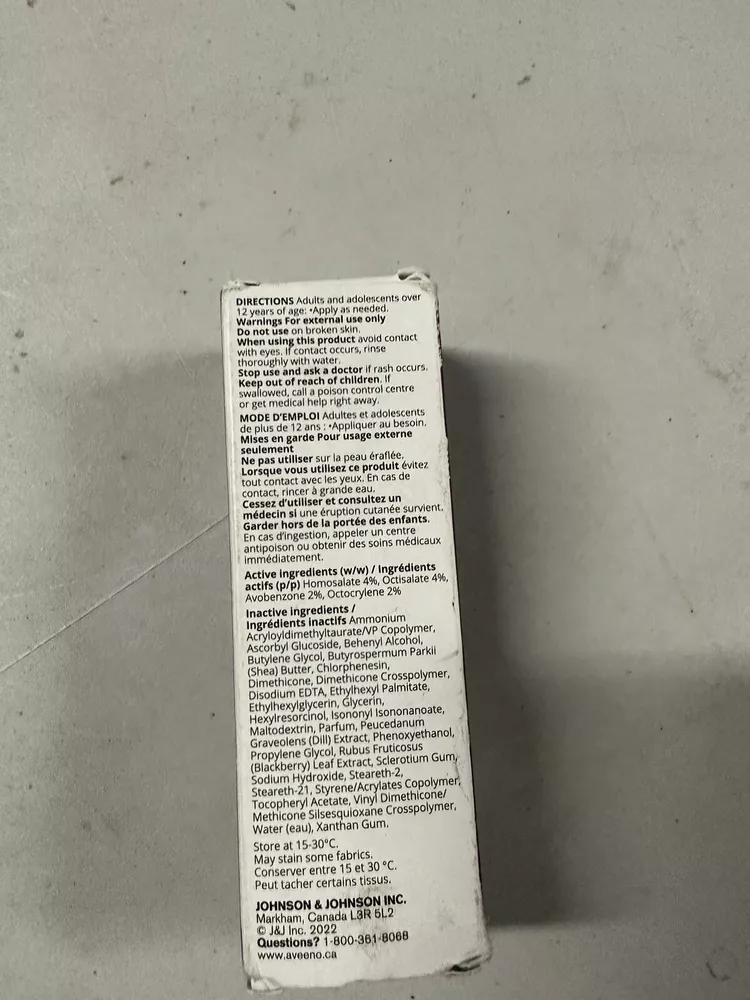 DIRECTIONS Adults and adolescents over
12 years of age: •Apply as needed.
Warnings For external use only
Do not use on broken skin.
When using this product avoid contact
with eyes. If contact occurs, rinse
thoroughly with water.
Stop use and ask a doctor if rash occurs.
Keep out of reach of children. If
swallowed, call a poison control centre
or get medical help right away.
MODE D'EMPLOI Adultes et adolescents
de plus de 12 ans : •Appliquer au besoin.
Mises en garde Pour usage externe
seulement
Ne pas utiliser sur la peau éraflée.
Lorsque vous utilisez ce produit évitez
tout contact avec les yeux. En cas de
contact, rincer à grande eau.
Cessez d'utiliser et consultez un
médecin si une éruption cutanée survient.
Garder hors de la portée des enfants.
En cas d'ingestion, appeler un centre
antipoison ou obtenir des soins médicaux
immédiatement.
Active ingredients (w/w) / Ingrédients
actifs (p/p) Homosalate 4%, Octisalate 4%,
Avobenzone 2%, Octocrylene 2%
Inactive ingredients /
Ingrédients inactifs Ammonium
Acryloyldimethyltaurate/VP Copolymer,
Ascorbyl Glucoside, Behenyl Alcohol,
Butylene Glycol, Butyrospermum Parkii
(Shea) Butter, Chlorphenesin,
Dimethicone, Dimethicone Crosspolymer,
Disodium EDTA, Ethylhexyl Palmitate,
Ethylhexylglycerin, Glycerin,
Hexylresorcinol, Isononyl Isononanoate,
Maltodextrin, Parfum, Peucedanum
Graveolens (Dill) Extract, Phenoxyethanol,
Propylene Glycol, Rubus Fruticosus
(Blackberry) Leaf Extract, Sclerotium Gum,
Sodium Hydroxide, Steareth-2,
Steareth-21, Styrene/Acrylates Copolymer,
Tocopheryl Acetate, Vinyl Dimethicone/
Methicone Silsesquioxane Crosspolymer,
Water (eau), Xanthan Gum.
Store at 15-30°C.
May stain some fabrics.
Conserver entre 15 et 30 °C.
Peut tacher certains tissus.
JOHNSON & JOHNSON INC.
Markham, Canada L3R 5L2
© J&J Inc. 2022
Questions? 1-800-361-8068
www.aveeno.ca